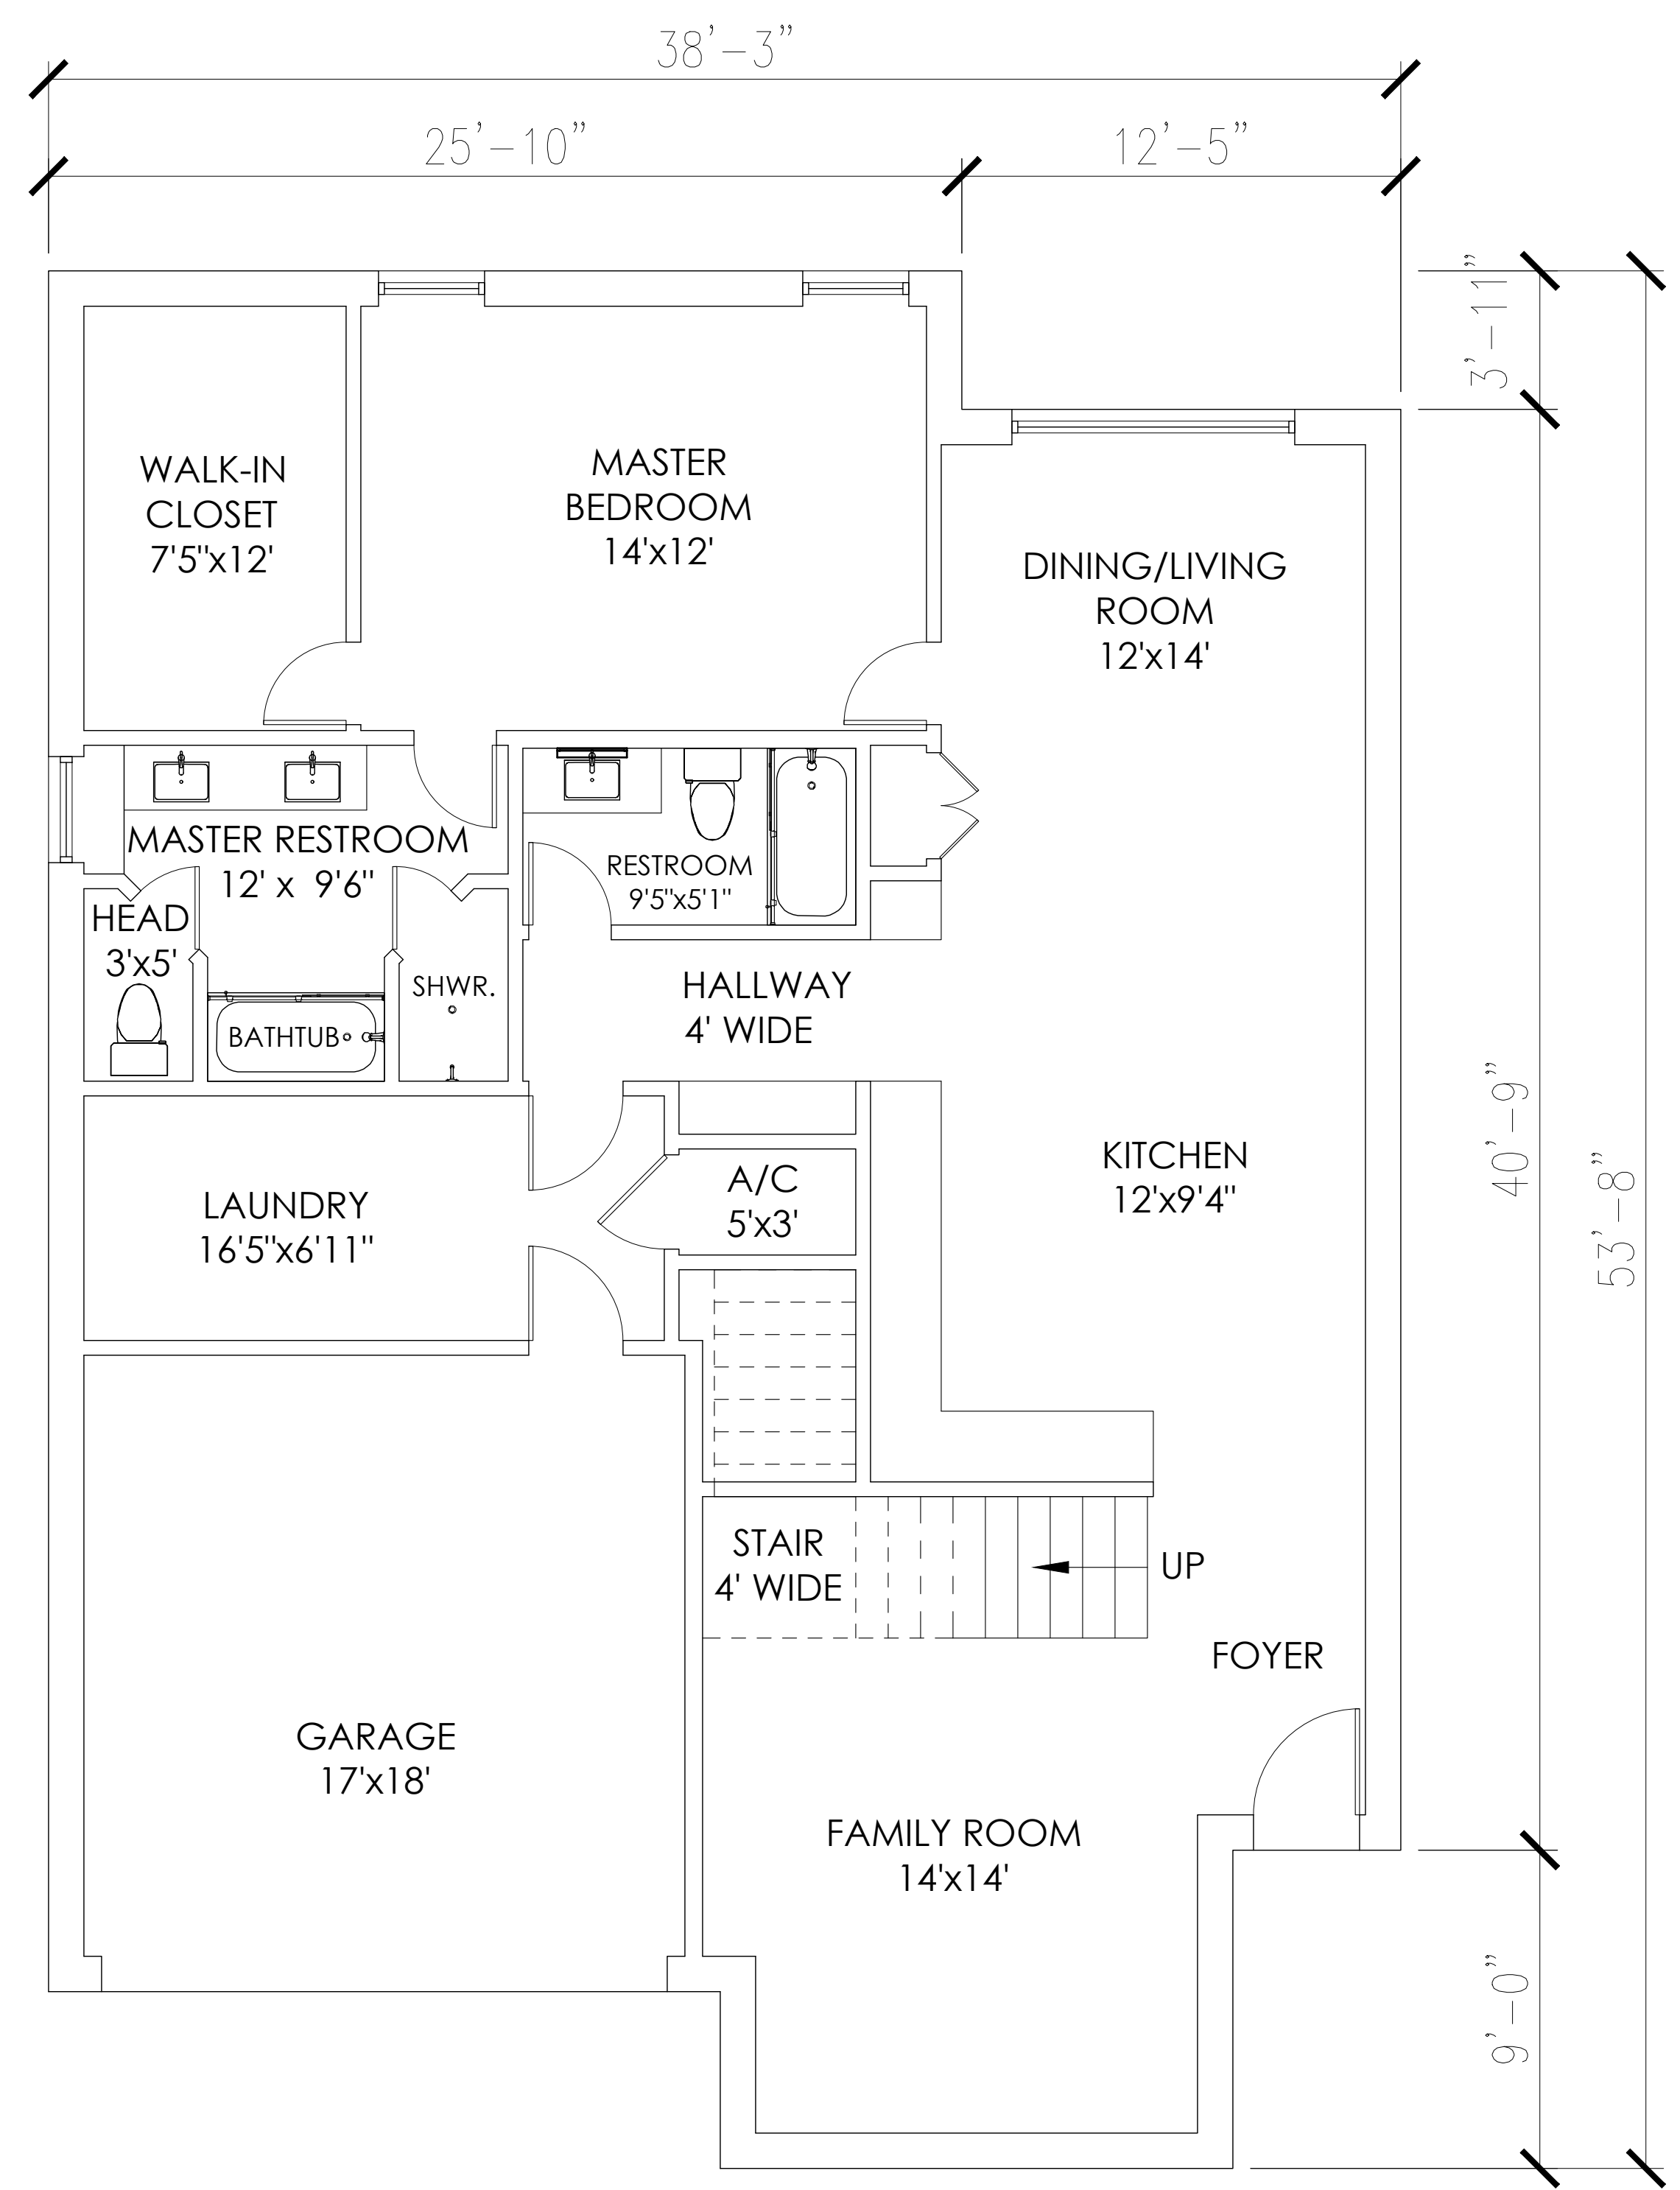 38'-3"
25'-10"
12'-5"
3'-11"
WALK-IN
CLOSET
7'5"x12'
MASTER
BEDROOM
14'x12'
DINING/LIVING
ROOM
12'x14'
MASTER RESTROOM
12' x 9'6"
RESTROOM
9'5"x5'1"
HEAD
3'x5'
SHWR.
BATHTUB
HALLWAY
4' WIDE
40'-9"
53'-8"
KITCHEN
12'x9'4"
A/C
5'x3'
LAUNDRY
16'5"x6'11"
STAIR
4' WIDE
UP
FOYER
GARAGE
17'x18'
FAMILY ROOM
14'x14'
9'-0"